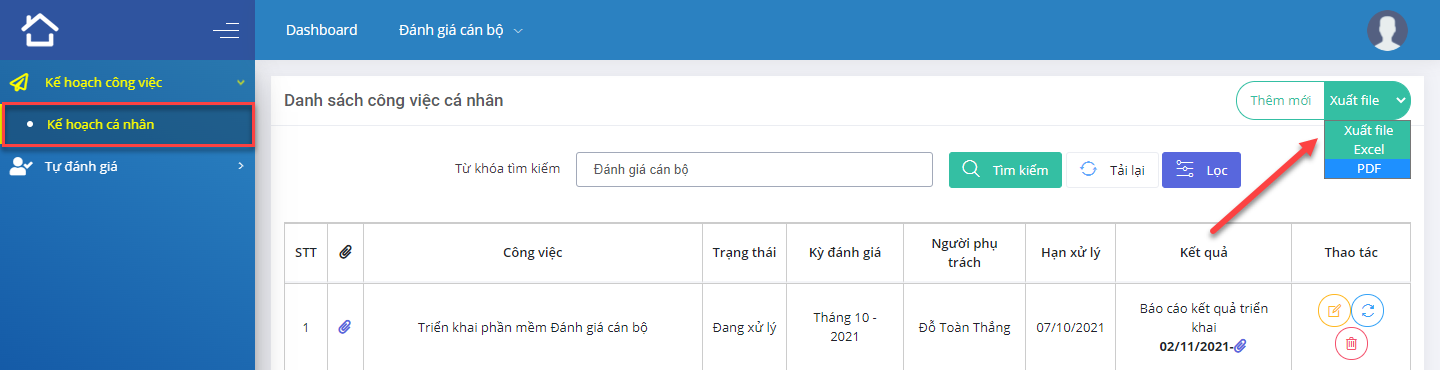 Dashboard
Đánh giá cán bộ
Kế hoạch công việc
Kế hoạch cá nhân
Tự đánh giá
Danh sách công việc cá nhân
Thêm mới
Xuất file
Xuất file
Excel
PDF
Từ khóa tìm kiếm
Đánh giá cán bộ
Tìm kiếm
Tải lại
Lọc
STT
Công việc
Trạng thái
Kỳ đánh giá
Người phụ
trách
Hạn xử lý
Kết quả
Thao tác
1
Triển khai phần mềm Đánh giá cán bộ
Đang xử lý
Tháng 10 -
2021
Đỗ Toàn Thắng
07/10/2021
Báo cáo kết quả triển
khai
02/11/2021-